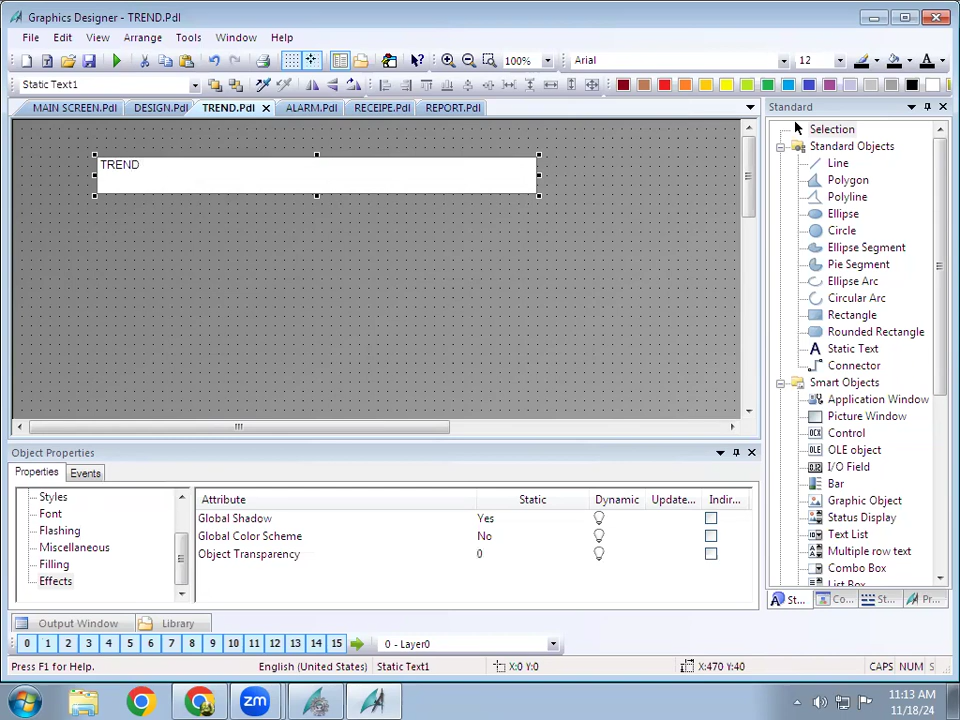 Graphics Designer - TREND.Pdl
File Edit View Arrange Tools Window Help
100% Arial 12
Static Text1
MAIN SCREEN.Pdl DESIGN.Pdl TREND.Pdl ALARM.Pdl RECEIPE.Pdl REPORT.Pdl
TREND
Standard
Selection
Standard Objects
Line
Polygon
Polyline
Ellipse
Circle
Ellipse Segment
Pie Segment
Ellipse Arc
Circular Arc
Rectangle
Rounded Rectangle
Static Text
Connector
Smart Objects
Application Window
Picture Window
Control
OLE object
I/O Field
Bar
Graphic Object
Status Display
Text List
Multiple row text
Combo Box
List Box
St... Co... St... Pr...
Object Properties
Properties Events
Styles
Font
Flashing
Miscellaneous
Filling
Effects
Attribute Static Dynamic Update... Indir...
Global Shadow Yes
Global Color Scheme No
Object Transparency 0
Output Window Library
0 1 2 3 4 5 6 7 8 9 10 11 12 13 14 15 0 - Layer0
Press F1 for Help. English (United States) Static Text1 X:0 Y:0 X:470 Y:40 CAPS NUM S
zm
11:13 AM
11/18/24